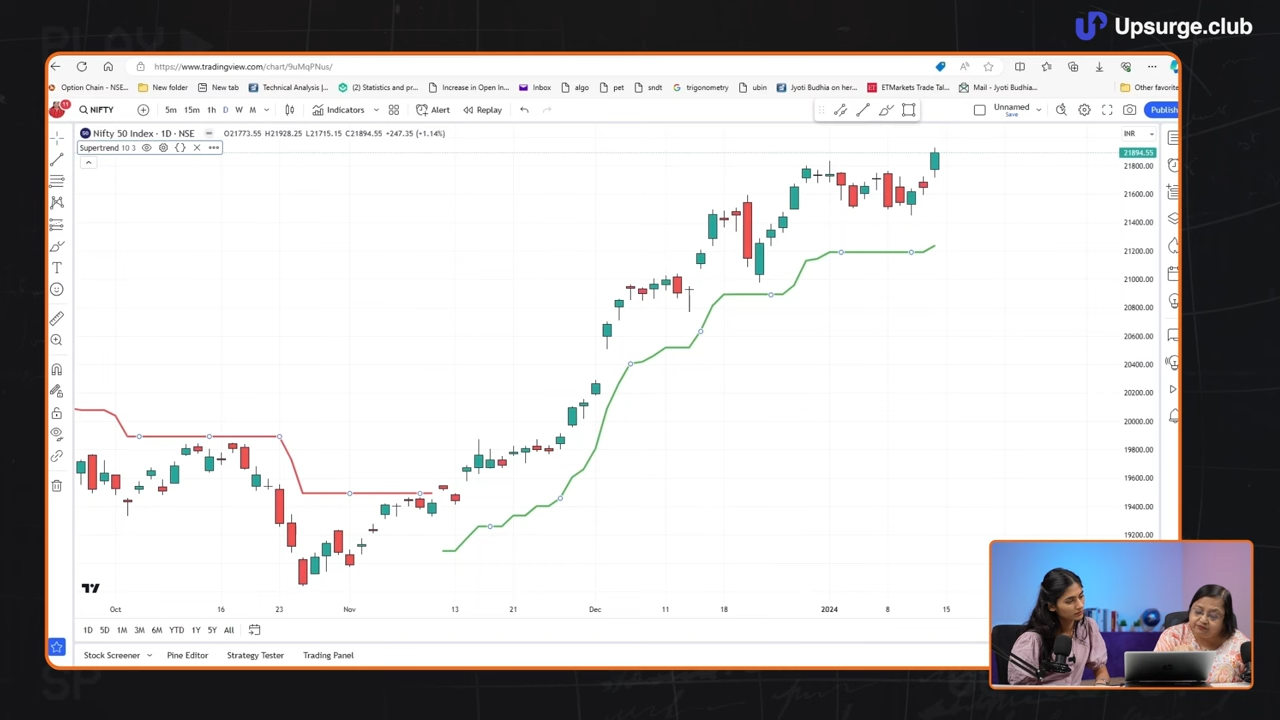 Upsurge.club
https://www.tradingview.com/chart/9uMqPNus/
Option Chain - NSE... New folder New tab Technical Analysis |... (2) Statistics and pr... Increase in Open Int... Inbox algo pet sndt trigonometry ubin Jyoti Budhia on her... ET ETMarkets Trade Tal... Mail - Jyoti Budhia... Other favorite
11 NIFTY 5m 15m 1h D W M Indicators Alert Replay Unnamed Save Publish
Nifty 50 Index · 1D · NSE O21773.55 H21928.25 L21715.15 C21894.55 +247.35 (+1.14%) INR
Supertrend 10 3
21894.55
21800.00
21600.00
21400.00
21200.00
21000.00
20800.00
20600.00
20400.00
20200.00
20000.00
19800.00
19600.00
19400.00
19200.00
Oct 16 23 Nov 13 21 Dec 11 18 2024 8 15
1D 5D 1M 3M 6M YTD 1Y 5Y All
Stock Screener Pine Editor Strategy Tester Trading Panel